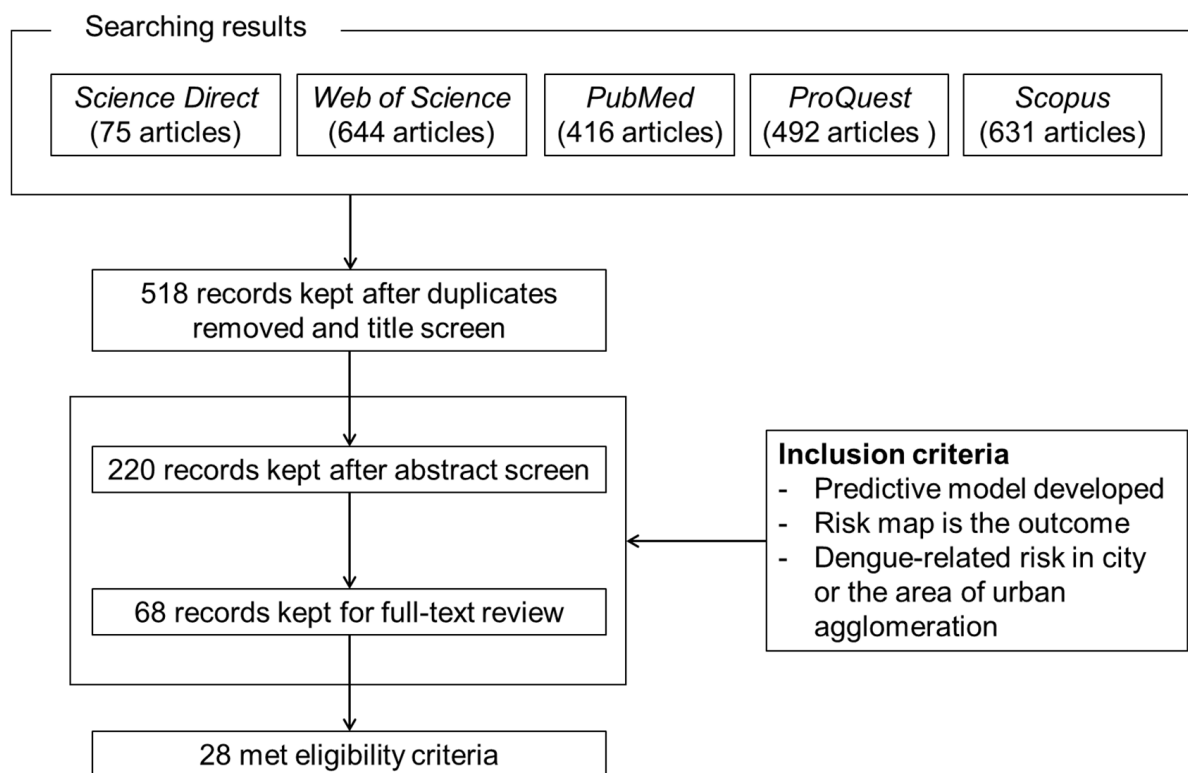 Searching results
Science Direct
(75 articles)
Web of Science
(644 articles)
PubMed
(416 articles)
ProQuest
(492 articles )
Scopus
(631 articles)
518 records kept after duplicates
removed and title screen
220 records kept after abstract screen
68 records kept for full-text review
Inclusion criteria
- Predictive model developed
- Risk map is the outcome
- Dengue-related risk in city
or the area of urban
agglomeration
28 met eligibility criteria